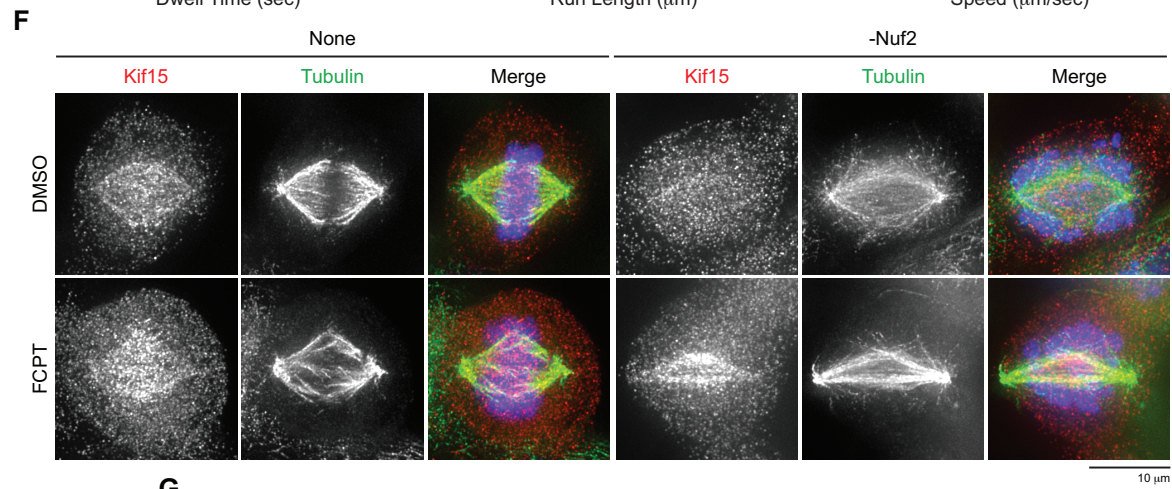 Dwell Time (sec) Run Length (μm) Speed (μm/sec)
F
None -Nuf2
Kif15 Tubulin Merge Kif15 Tubulin Merge
DMSO
FCPT
10 μm
G